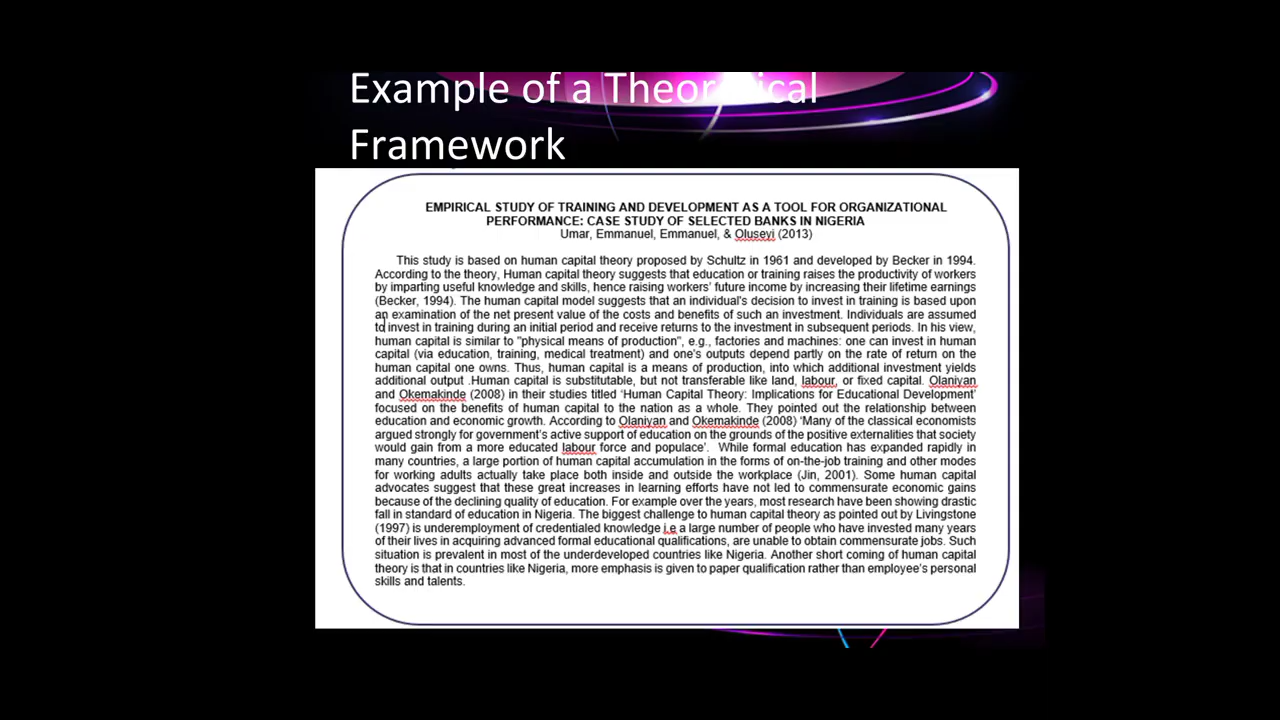 Example of a Theoretical
Framework
EMPIRICAL STUDY OF TRAINING AND DEVELOPMENT AS A TOOL FOR ORGANIZATIONAL
PERFORMANCE: CASE STUDY OF SELECTED BANKS IN NIGERIA
Umar, Emmanuel, Emmanuel, & Oluseyi (2013)
This study is based on human capital theory proposed by Schultz in 1961 and developed by Becker in 1994.
According to the theory, Human capital theory suggests that education or training raises the productivity of workers
by imparting useful knowledge and skills, hence raising workers' future income by increasing their lifetime earnings
(Becker, 1994). The human capital model suggests that an individual's decision to invest in training is based upon
an examination of the net present value of the costs and benefits of such an investment. Individuals are assumed
to invest in training during an initial period and receive returns to the investment in subsequent periods. In his view,
human capital is similar to "physical means of production", e.g., factories and machines: one can invest in human
capital (via education, training, medical treatment) and one's outputs depend partly on the rate of return on the
human capital one owns. Thus, human capital is a means of production, into which additional investment yields
additional output .Human capital is substitutable, but not transferable like land, labour, or fixed capital. Olaniyan
and Okemakinde (2008) in their studies titled 'Human Capital Theory: Implications for Educational Development'
focused on the benefits of human capital to the nation as a whole. They pointed out the relationship between
education and economic growth. According to Olaniyan and Okemakinde (2008) 'Many of the classical economists
argued strongly for government's active support of education on the grounds of the positive externalities that society
would gain from a more educated labour force and populace'. While formal education has expanded rapidly in
many countries, a large portion of human capital accumulation in the forms of on-the-job training and other modes
for working adults actually take place both inside and outside the workplace (Jin, 2001). Some human capital
advocates suggest that these great increases in learning efforts have not led to commensurate economic gains
because of the declining quality of education. For example over the years, most research have been showing drastic
fall in standard of education in Nigeria. The biggest challenge to human capital theory as pointed out by Livingstone
(1997) is underemployment of credentialed knowledge i.e a large number of people who have invested many years
of their lives in acquiring advanced formal educational qualifications, are unable to obtain commensurate jobs. Such
situation is prevalent in most of the underdeveloped countries like Nigeria. Another short coming of human capital
theory is that in countries like Nigeria, more emphasis is given to paper qualification rather than employee's personal
skills and talents.